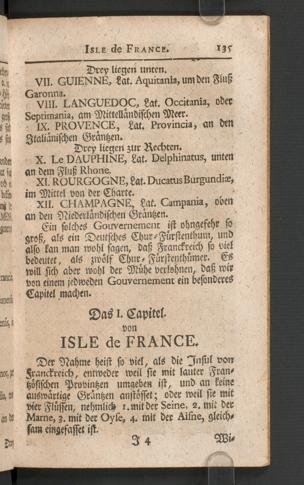 ISLE de FRANCE. 135
Drey liegen unten.
VII. GUIENNE, Lat. Aquitania, um den Fluß
Garonna.
VIII. LANGUEDOC, Lat. Occitania, oder
Septimania, am Mittelländischen Meer.
IX. PROVENCE, Lat. Provincia, an den
Italiänischen Gräntzen.
Drey liegen zur Rechten.
X. Le DAUPHINE, Lat. Delphinatus, unten
an dem Fluß Rhone.
XI. BOURGOGNE, Lat. Ducatus Burgundiæ,
im Mittel von der Charte.
XII. CHAMPAGNE, Lat. Campania, oben
an den Niederländischen Gräntzen.
Ein solches Gouvernement ist ohngefehr so
groß, als ein Deutsches Chur-Fürstenthum, und
also kan man wohl sagen, daß Franckreich so viel
bedeutet, als zwölf Chur-Fürstenthümer. Es
will sich aber wohl der Mühe verlohnen, daß wir
von einem jedweden Gouvernement ein besonderes
Capitel machen.
Das I. Capitel.
von
ISLE de FRANCE.
Der Nahme heist so viel, als die Insul von
Franckreich, entweder weil sie mit lauter Fran-
tzösischen Provintzen umgeben ist, und an keine
auswärtige Gräntzen anstösset; oder weil sie mit
vier Flüssen, nehmlich 1. mit der Seine, 2. mit der
Marne, 3. mit der Oyse, 4. mit der Aisne, gleich-
sam eingefasset ist.
J 4 Wi-